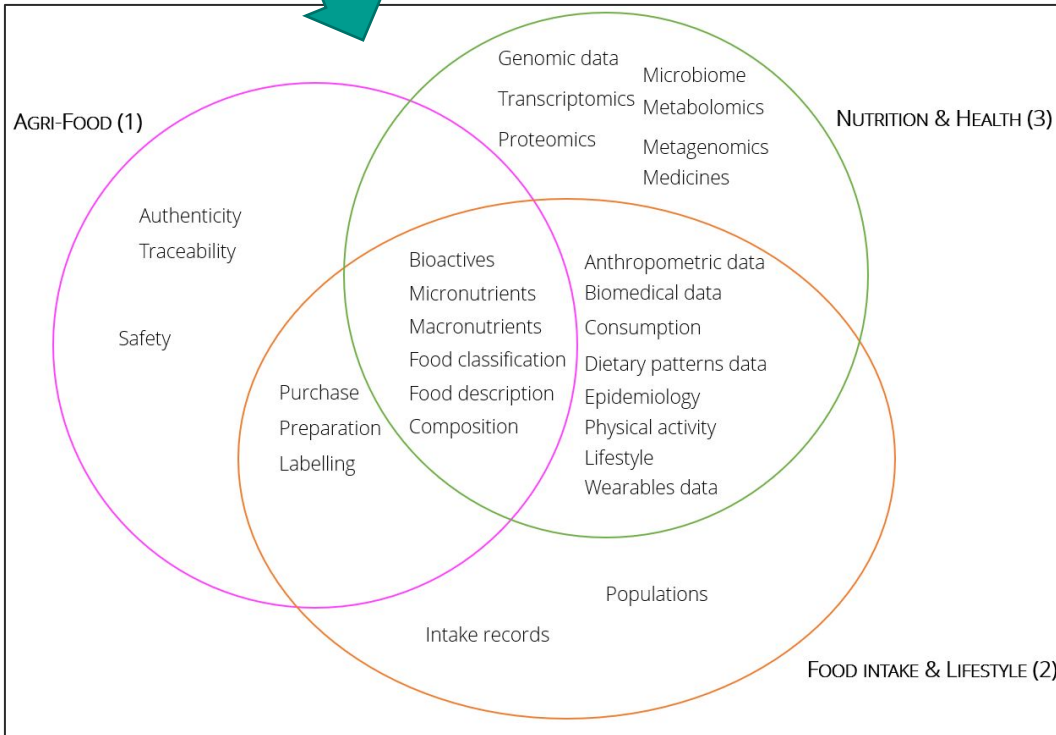 AGRI-FOOD (1)
Authenticity
Traceability
Safety
Genomic data
Transcriptomics
Proteomics
Microbiome
Metabolomics
Metagenomics
Medicines
NUTRITION & HEALTH (3)
Bioactives
Micronutrients
Macronutrients
Food classification
Food description
Composition
Anthropometric data
Biomedical data
Consumption
Dietary patterns data
Epidemiology
Physical activity
Lifestyle
Wearables data
Purchase
Preparation
Labelling
Populations
Intake records
FOOD INTAKE & LIFESTYLE (2)